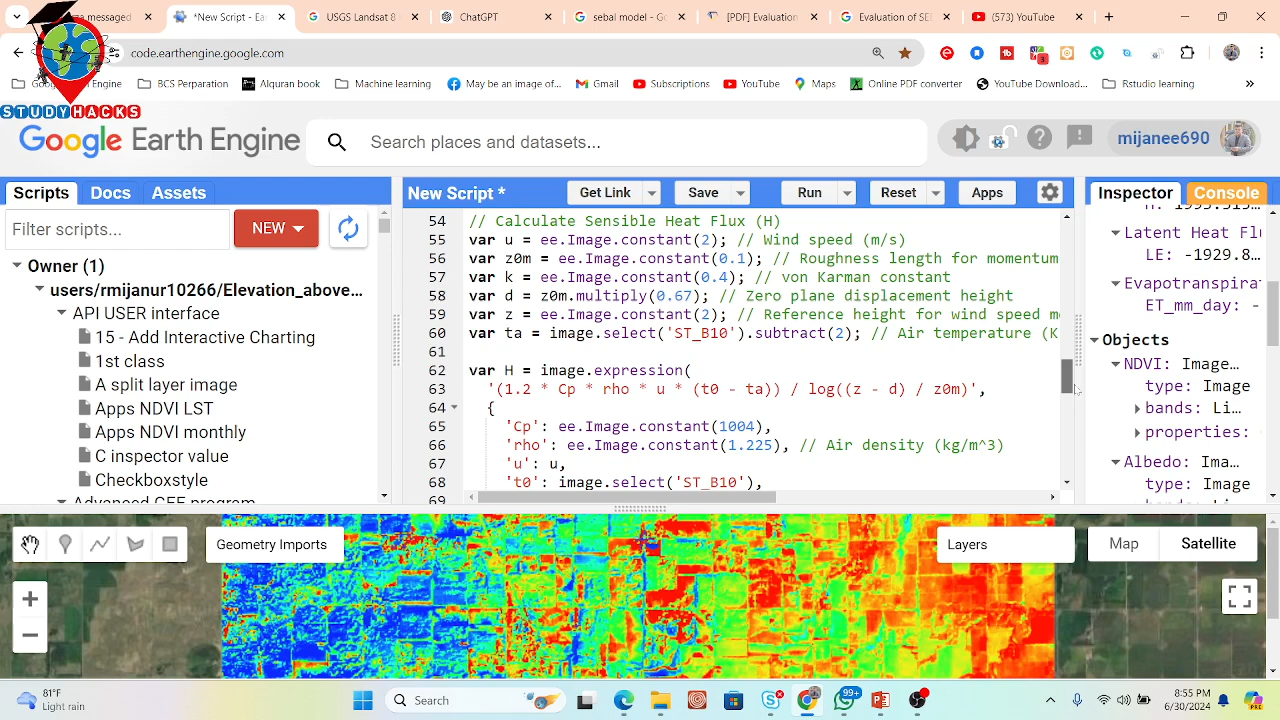 messaged
*New Script - Ea
USGS Landsat 8
sebal model - Go
[PDF] Estimation
Evaluation of SE
(573) YouTube
code.earthengine.google.com
3
Engine
BCS Perparation
Alquran book
Machine learning
May be an image of...
Gmail
Subscriptions
YouTube
Maps
Online PDF converter
YouTube Download...
Rstudio learning
STUDYHACKS
Google Earth Engine
Search places and datasets...
mijanee690
Scripts
Docs
Assets
New Script *
Get Link
Save
Run
Reset
Apps
Inspector
Console
Filter scripts...
NEW
Owner (1)
users/rmijanur10266/Elevation_above...
API USER interface
15 - Add Interactive Charting
1st class
A split layer image
Apps NDVI LST
Apps NDVI monthly
C inspector value
Checkboxstyle
Advanced GEE program
54 // Calculate Sensible Heat Flux (H)
55 var u = ee.Image.constant(2); // Wind speed (m/s)
56 var z0m = ee.Image.constant(0.1); // Roughness length for momentum
57 var k = ee.Image.constant(0.4); // von Karman constant
58 var d = z0m.multiply(0.67); // Zero plane displacement height
59 var z = ee.Image.constant(2); // Reference height for wind speed m
60 var ta = image.select('ST_B10').subtract(2); // Air temperature (K
61
62 var H = image.expression(
63 '(1.2 * Cp * rho * u * (t0 - ta)) / log((z - d) / z0m)',
64 {
65 'Cp': ee.Image.constant(1004),
66 'rho': ee.Image.constant(1.225), // Air density (kg/m^3)
67 'u': u,
68 't0': image.select('ST_B10'),
69
Latent Heat Flu
LE: -1929.8...
Evapotranspira
ET_mm_day: -
Objects
NDVI: Image...
type: Image
bands: Li...
properties:
Albedo: Ima...
type: Image
Geometry Imports
Layers
Map
Satellite
81°F
Light rain
Search
99+
8:55 PM
6/30/2024